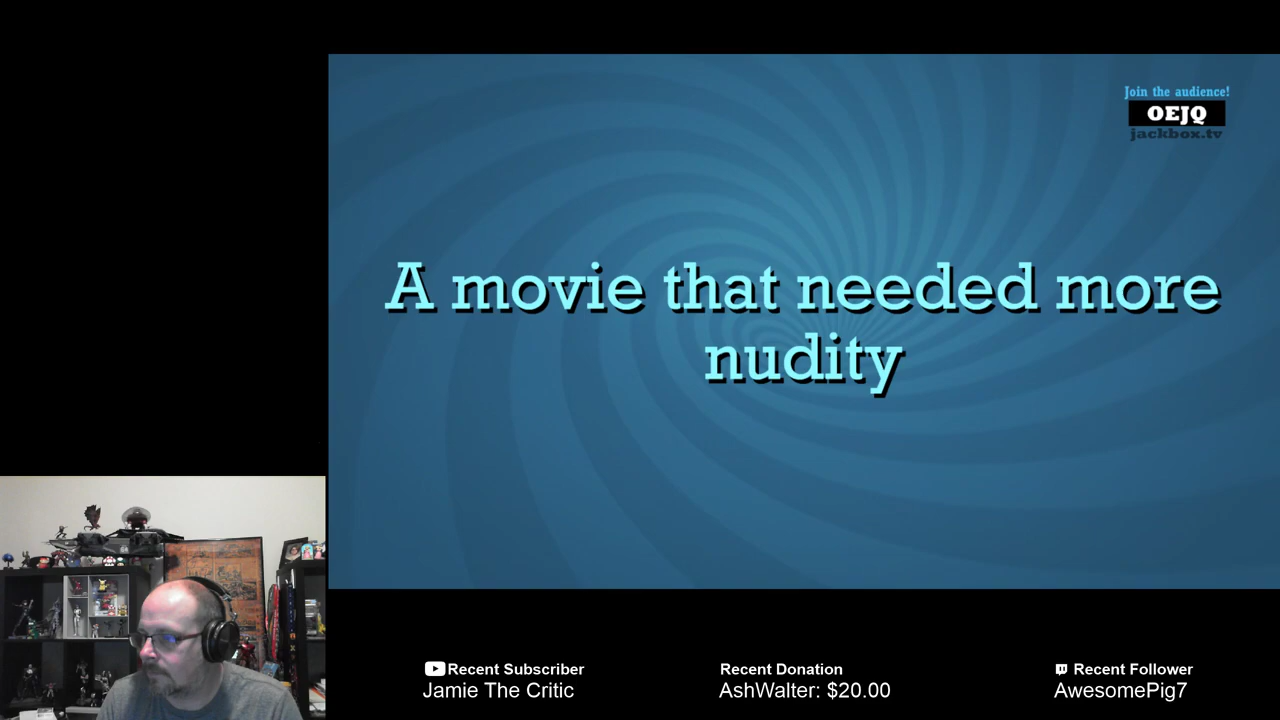 Join the audience!
OEJQ
jackbox.tv
A movie that needed more
nudity
Recent Subscriber
Jamie The Critic
Recent Donation
AshWalter: $20.00
Recent Follower
AwesomePig7